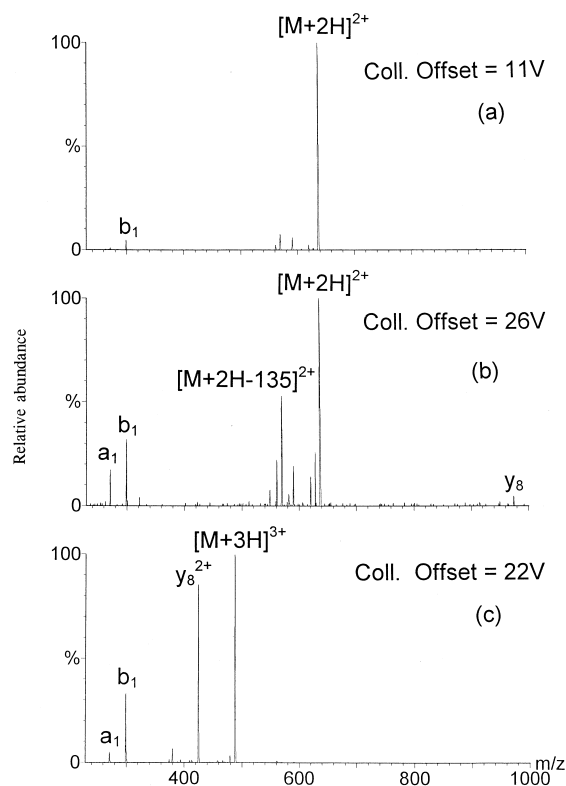 [M+2H]²⁺
100
Coll. Offset = 11V
(a)
%
b₁
0
[M+2H]²⁺
100
Coll. Offset = 26V
(b)
[M+2H-135]²⁺
%
b₁
a₁
y₈
0
Relative abundance
[M+3H]³⁺
100
y₈²⁺
Coll. Offset = 22V
(c)
%
b₁
a₁
0
400 600 800 1000 m/z